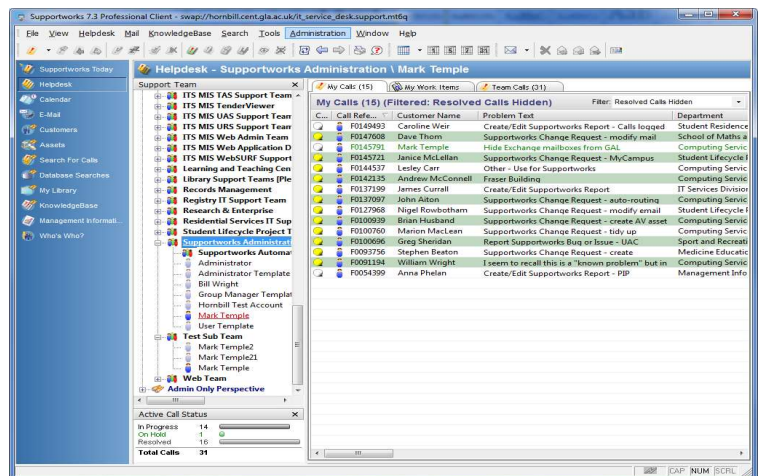 Supportworks 7.3 Professional Client - swap://hornbill.cent.gla.ac.uk/it_service_desk.support.mt6q
File View Helpdesk Mail KnowledgeBase Search Tools Administration Window Help
Supportworks Today
Helpdesk
Calendar
E-Mail
Customers
Assets
Search For Calls
Database Searches
My Library
KnowledgeBase
Management Informati...
Who's Who?
Helpdesk - Supportworks Administration \ Mark Temple
Support Team
ITS MIS TAS Support Team
ITS MIS TenderViewer
ITS MIS UAS Support Team
ITS MIS URS Support Team
ITS MIS Web Admin Team
ITS MIS Web Application D
ITS MIS WebSURF Support
Learning and Teaching Cen
Library Support Teams [Ple
Records Management
Registry IT Support Team
Research & Enterprise
Residential Services IT Sup
Student Lifecycle Project T
Supportworks Administrati
Supportworks Automat
Administrator
Administrator Template
Bill Wright
Group Manager Templat
Hornbill Test Account
Mark Temple
User Template
Test Sub Team
Mark Temple2
Mark Temple21
Mark Temple
Web Team
Admin Only Perspective
Active Call Status
In Progress 14
On Hold 1
Resolved 16
Total Calls 31
My Calls (15) My Work Items Team Calls (31)
My Calls (15) (Filtered: Resolved Calls Hidden) Filter: Resolved Calls Hidden
C... Call Refe... Customer Name Problem Text Department
F0149493 Caroline Weir Create/Edit Supportworks Report - Calls logged Student Residence
F0147608 Dave Thom Supportworks Change Request - modify mail School of Maths a
F0145791 Mark Temple Hide Exchange mailboxes from GAL Computing Servic
F0145721 Janice McLellan Supportworks Change Request - MyCampus Student Lifecycle F
F0144537 Lesley Carr Other - Use for Supportworks Computing Servic
F0142135 Andrew McConnell Fraser Building Computing Servic
F0137199 James Currall Create/Edit Supportworks Report IT Services Division
F0137097 John Aiton Supportworks Change Request - auto-routing Computing Servic
F0127968 Nigel Rowbotham Supportworks Change Request - modify email Student Lifecycle F
F0100939 Brian Husband Supportworks Change Request - create AV asset Computing Servic
F0100760 Marion MacLean Supportworks Change Request - tidy up Computing Servic
F0100696 Greg Sheridan Report Supportworks Bug or Issue - UAC Sport and Recreati
F0093756 Stephen Beaton Supportworks Change Request - create Medicine Educatio
F0091194 William Wright I seem to recall this is a "known problem" but in Computing Servic
F0054399 Anna Phelan Create/Edit Supportworks Report - PIP Management Info
CAP NUM SCRL